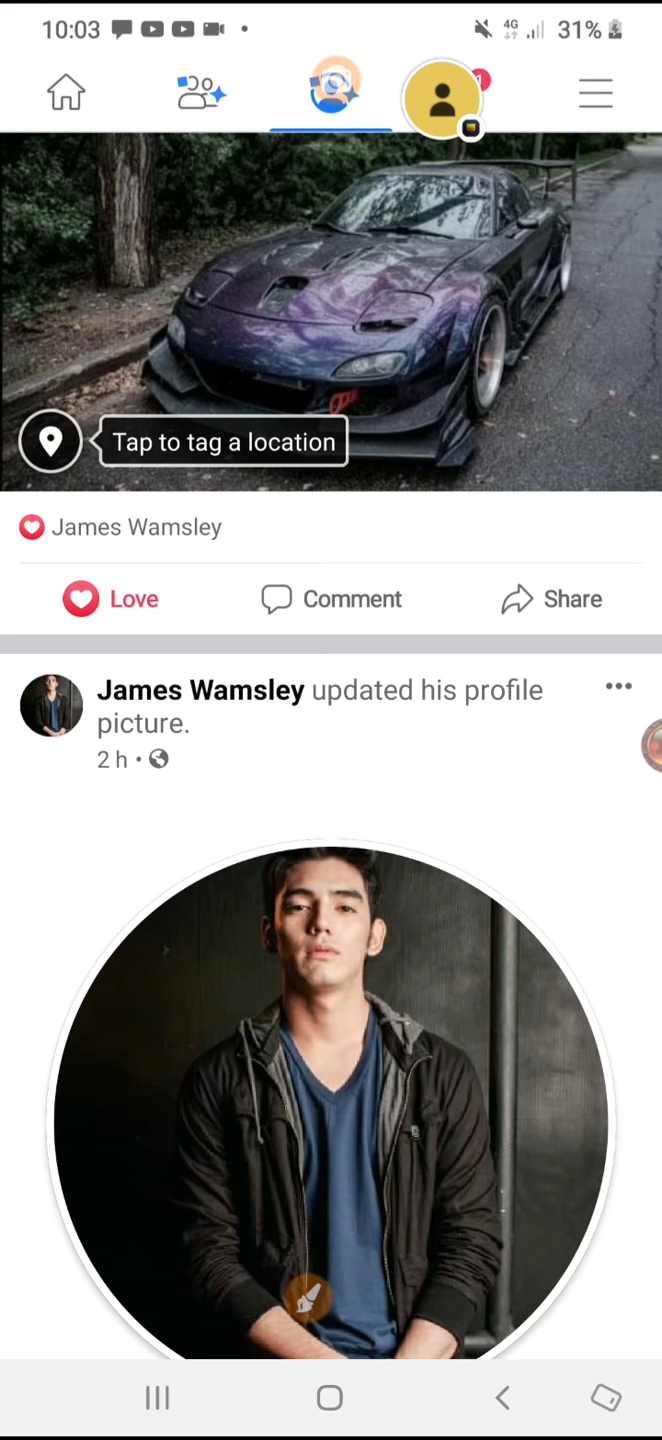 10:03
4G
31%
1
Tap to tag a location
James Wamsley
Love
Comment
Share
James Wamsley updated his profile
picture.
2 h •